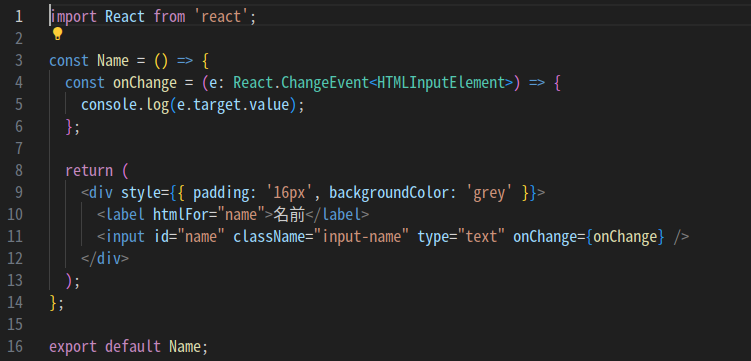 1 import React from 'react';
2
3 const Name = () => {
4 const onChange = (e: React.ChangeEvent<HTMLInputElement>) => {
5 console.log(e.target.value);
6 };
7
8 return (
9 <div style={{ padding: '16px', backgroundColor: 'grey' }}>
10 <label htmlFor="name">名前</label>
11 <input id="name" className="input-name" type="text" onChange={onChange} />
12 </div>
13 );
14 };
15
16 export default Name;